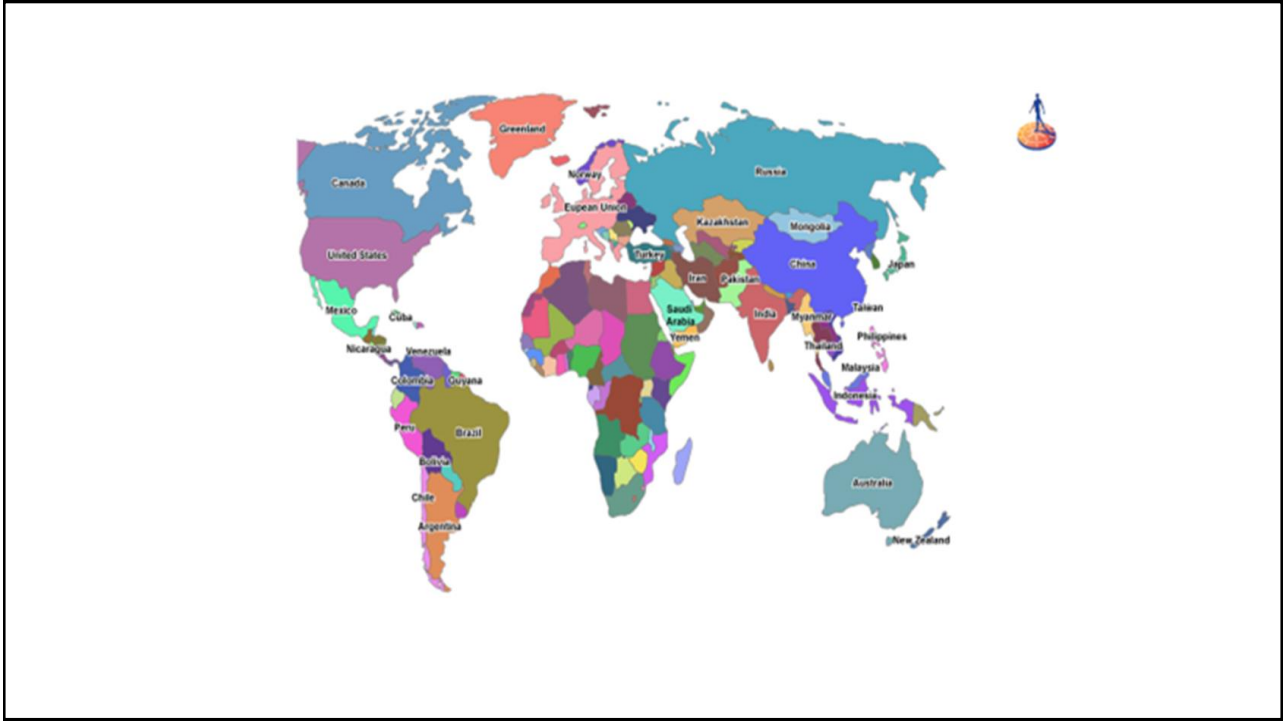 Greenland
Norway
Russia
Canada
Eupean Union
Kazakhstan
Mongolia
United States
Turkey
China
Japan
Iran
Pakistan
Mexico
Cuba
Saudi
Arabia
India
Myanmar
Taiwan
Yemen
Philippines
Nicaragua
Venezuela
Thailand
Malaysia
Colombia
Guyana
Indonesia
Peru
Brazil
Bolivia
Australia
Chile
Argentina
New Zealand